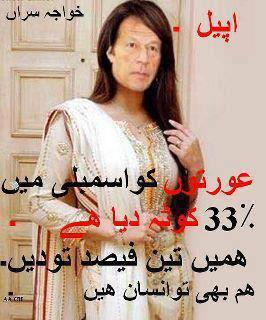 خواجہ سراں
اپیل -
عورتوں کو اسمبلی میں
33% کوٹہ دیا ھے -
ہمیں تین فیصد تو دیں-
ہم بھی تو انسان ھیں -